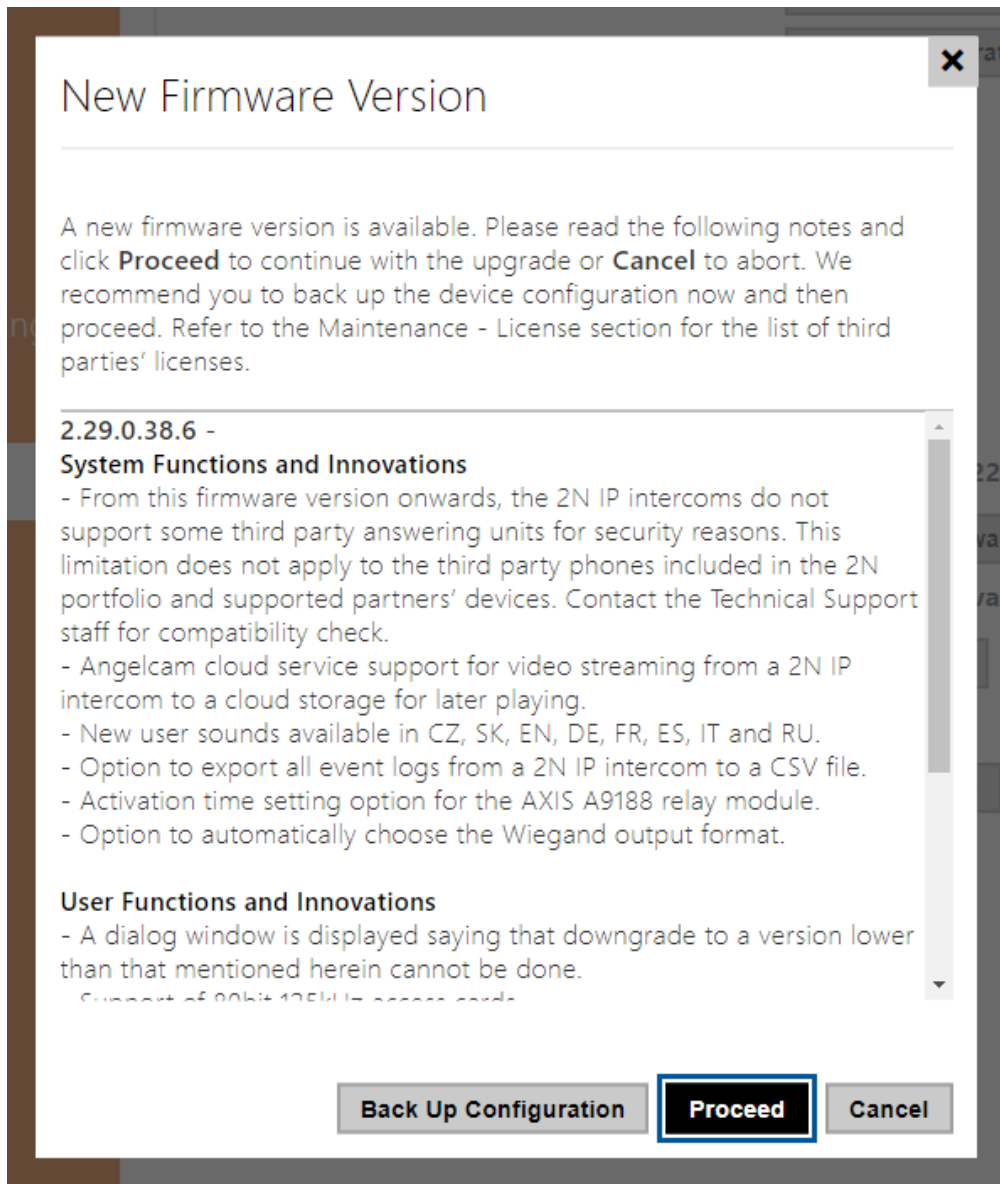 New Firmware Version
A new firmware version is available. Please read the following notes and
click Proceed to continue with the upgrade or Cancel to abort. We
recommend you to back up the device configuration now and then
proceed. Refer to the Maintenance - License section for the list of third
parties' licenses.
2.29.0.38.6 -
System Functions and Innovations
- From this firmware version onwards, the 2N IP intercoms do not
support some third party answering units for security reasons. This
limitation does not apply to the third party phones included in the 2N
portfolio and supported partners' devices. Contact the Technical Support
staff for compatibility check.
- Angelcam cloud service support for video streaming from a 2N IP
intercom to a cloud storage for later playing.
- New user sounds available in CZ, SK, EN, DE, FR, ES, IT and RU.
- Option to export all event logs from a 2N IP intercom to a CSV file.
- Activation time setting option for the AXIS A9188 relay module.
- Option to automatically choose the Wiegand output format.
User Functions and Innovations
- A dialog window is displayed saying that downgrade to a version lower
than that mentioned herein cannot be done.
- Support of 80bit 125kHz access cards
Back Up Configuration Proceed Cancel